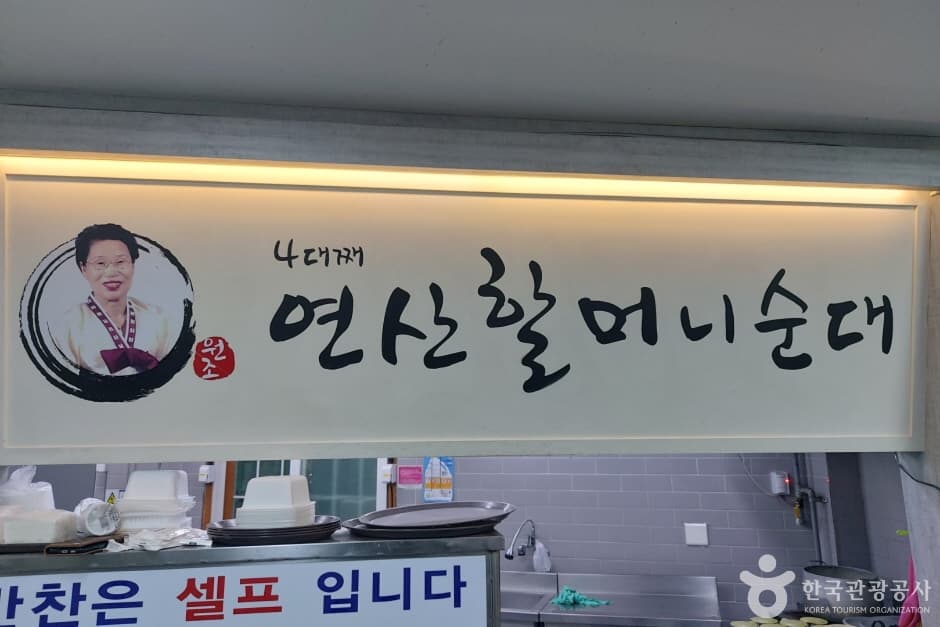 4대째
연산할머니순대
원조
반찬은 셀프 입니다
한국관광공사
KOREA TOURISM ORGANIZATION